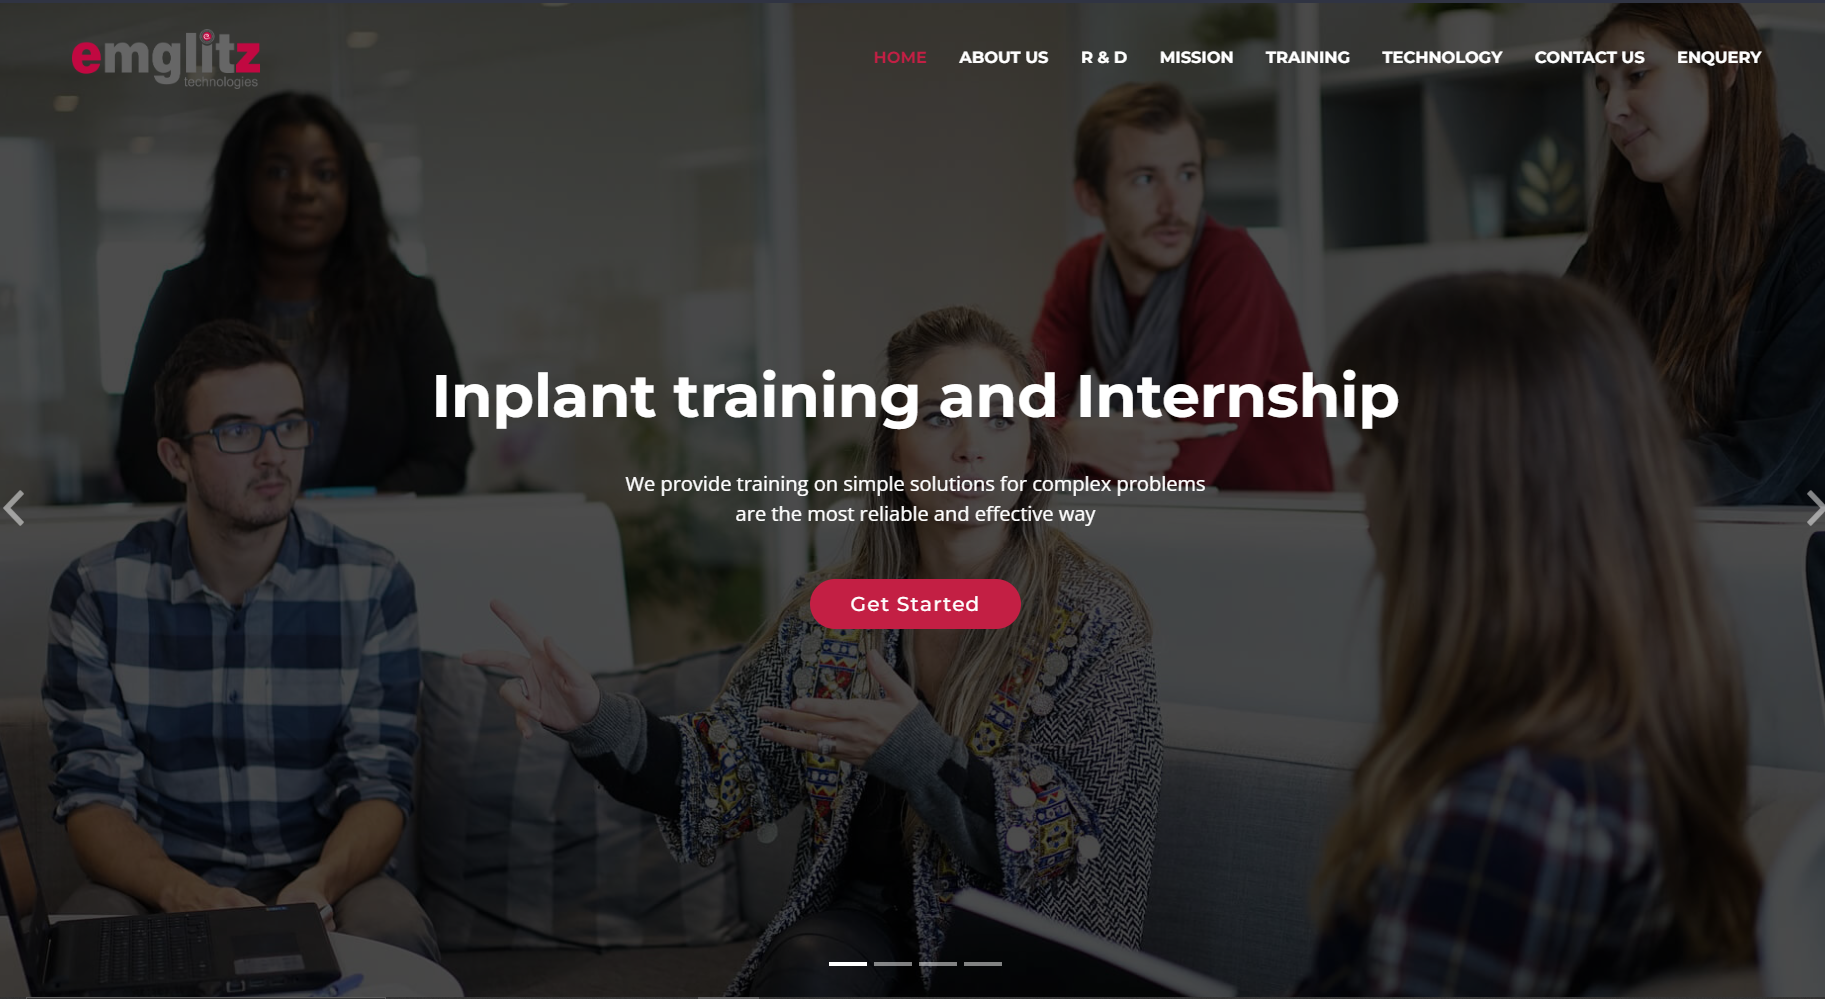 emglitz
technologies
HOME ABOUT US R & D MISSION TRAINING TECHNOLOGY CONTACT US ENQUERY
Inplant training and Internship
We provide training on simple solutions for complex problems
are the most reliable and effective way
Get Started